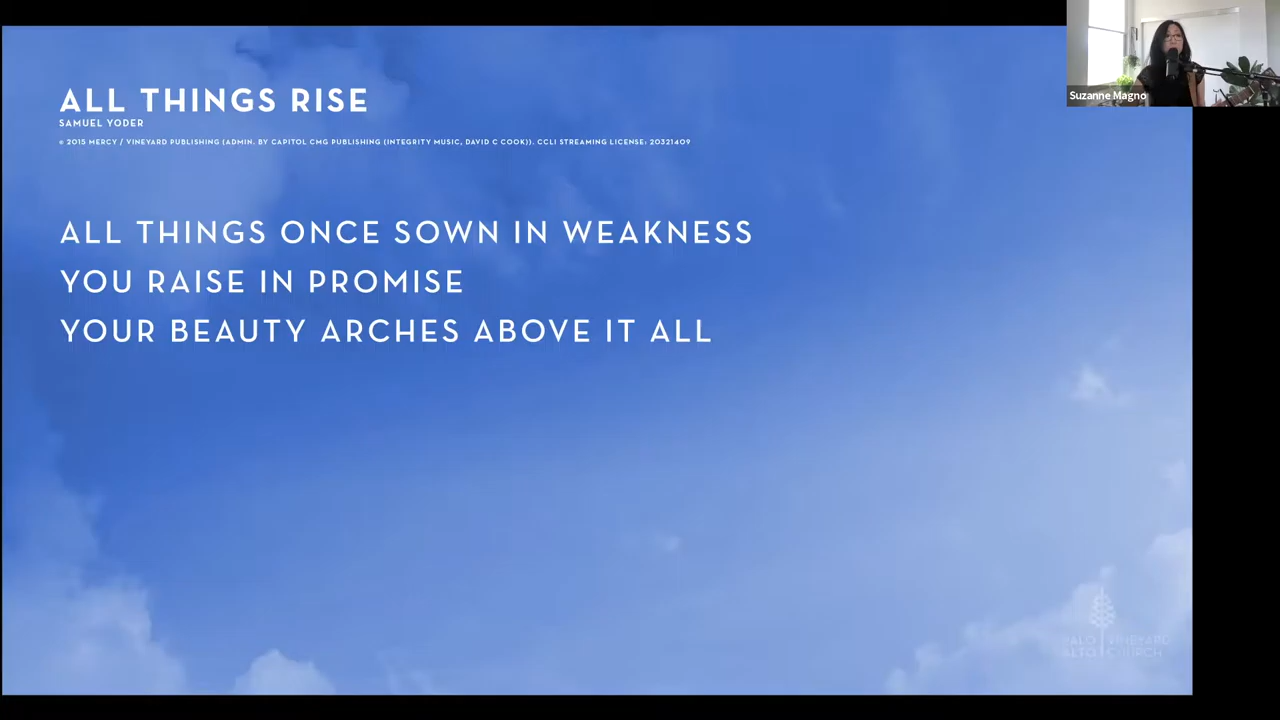 ALL THINGS RISE
SAMUEL YODER
© 2015 MERCY / VINEYARD PUBLISHING (ADMIN. BY CAPITOL CMG PUBLISHING (INTEGRITY MUSIC, DAVID C COOK)). CCLI STREAMING LICENSE: 20321409
ALL THINGS ONCE SOWN IN WEAKNESS
YOU RAISE IN PROMISE
YOUR BEAUTY ARCHES ABOVE IT ALL
Suzanne Magno
PALO VINEYARD
ALTO CHURCH